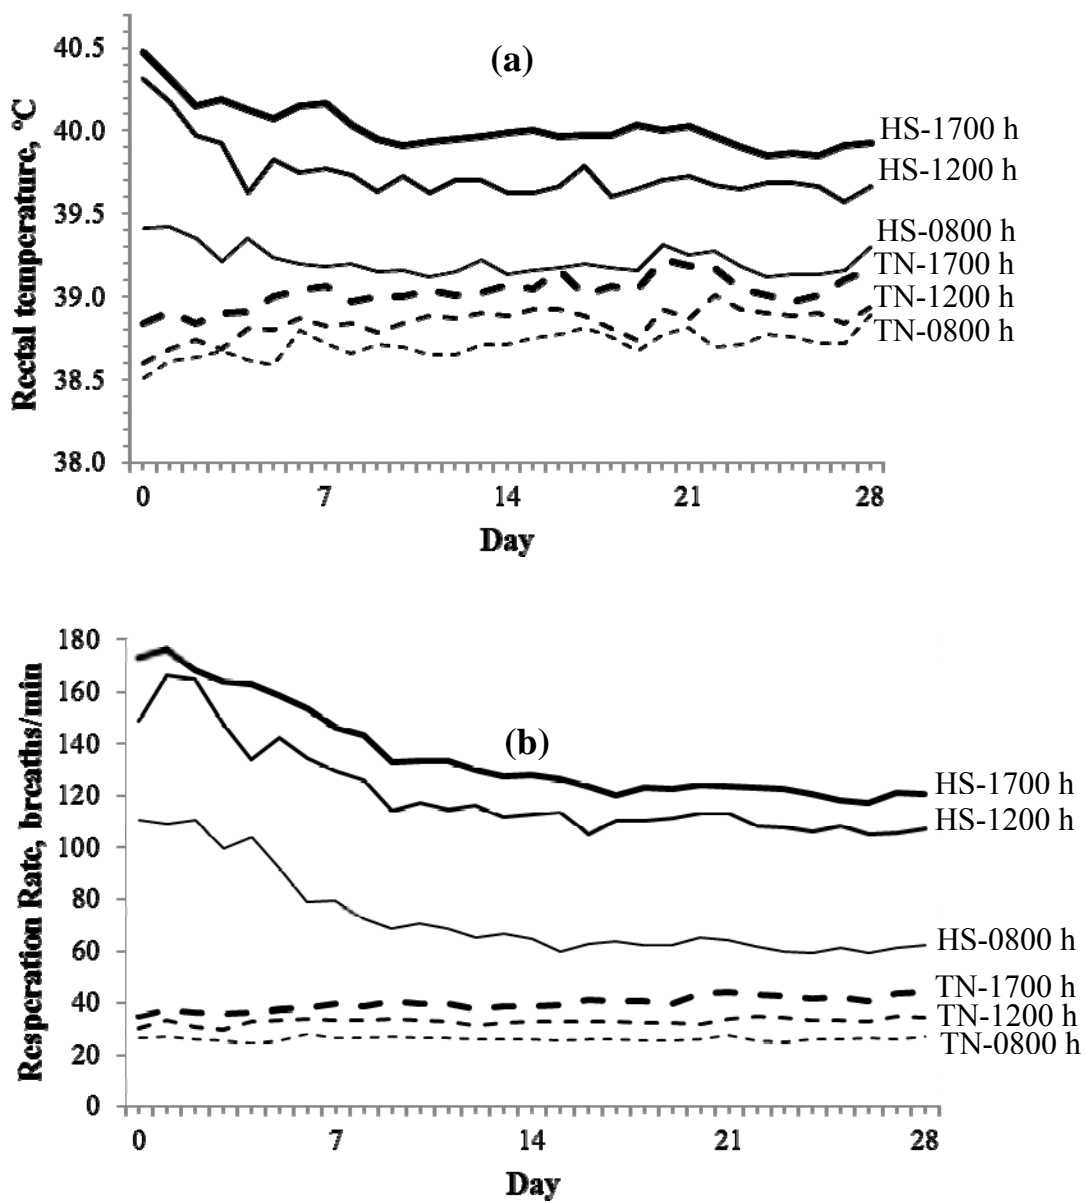 (a)
Rectal temperature, °C
40.5
40.0
39.5
39.0
38.5
38.0
HS-1700 h
HS-1200 h
HS-0800 h
TN-1700 h
TN-1200 h
TN-0800 h
0 7 14 21 28
Day
(b)
Resperation Rate, breaths/min
180
160
140
120
100
80
60
40
20
0
HS-1700 h
HS-1200 h
HS-0800 h
TN-1700 h
TN-1200 h
TN-0800 h
0 7 14 21 28
Day